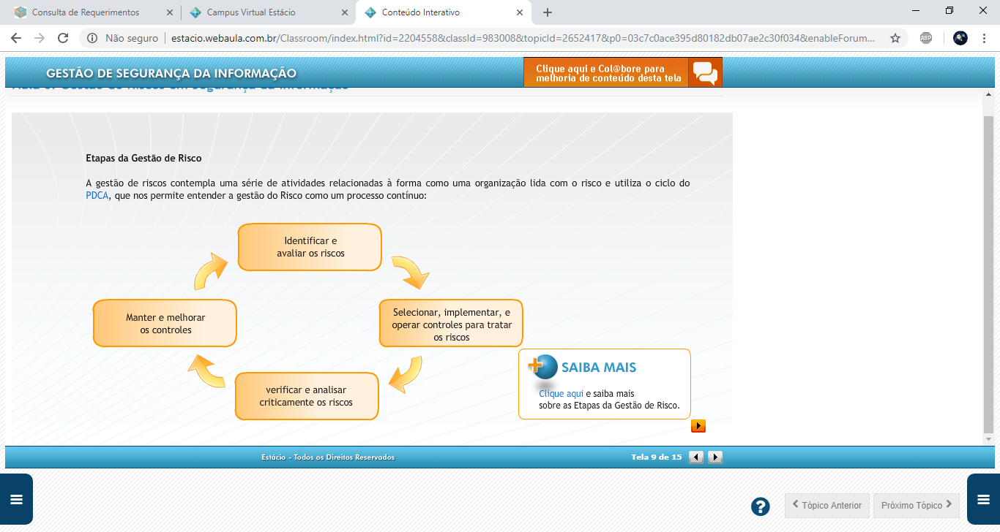 Consulta de Requerimentos
Campus Virtual Estácio
Conteúdo Interativo
Não seguro
estacio.webaula.com.br/Classroom/index.html?id=2204558&classId=983008&topicId=2652417&p0=03c7c0ace395d80182db07ae2c30f034&enableForum...
ABP
GESTÃO DE SEGURANÇA DA INFORMAÇÃO
Clique aqui e Col@bore para
melhoria de conteúdo desta tela
Etapas da Gestão de Risco
A gestão de riscos contempla uma série de atividades relacionadas à forma como uma organização lida com o risco e utiliza o ciclo do
PDCA, que nos permite entender a gestão do Risco como um processo contínuo:
Identificar e
avaliar os riscos
Manter e melhorar
os controles
Selecionar, implementar, e
operar controles para tratar
os riscos
verificar e analisar
criticamente os riscos
SAIBA MAIS
Clique aqui e saiba mais
sobre as Etapas da Gestão de Risco.
Estácio - Todos os Direitos Reservados
Tela 9 de 15
?
Tópico Anterior
Próximo Tópico